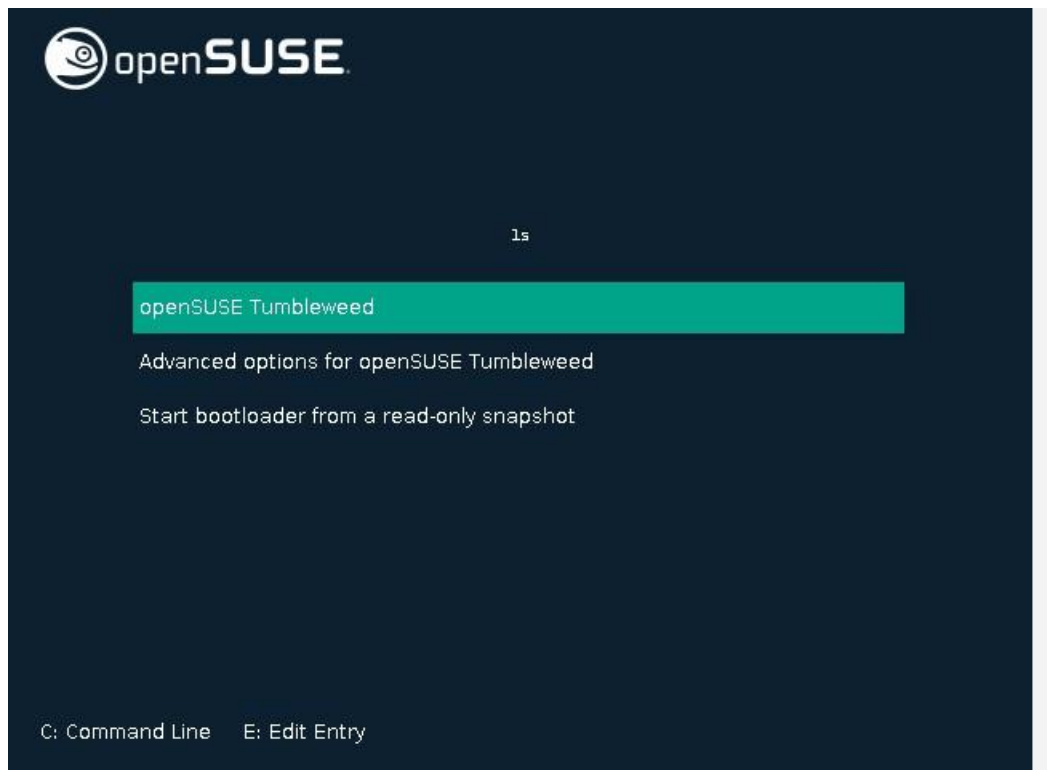 openSUSE
1s
openSUSE Tumbleweed
Advanced options for openSUSE Tumbleweed
Start bootloader from a read-only snapshot
C: Command Line E: Edit Entry